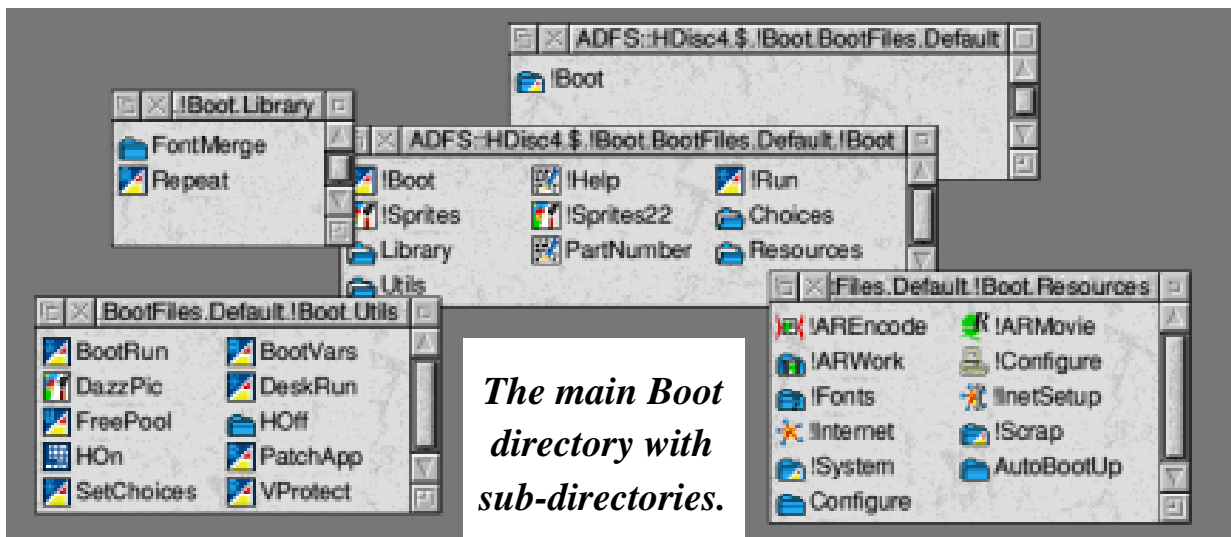 ADFS::HDisc4.$.!Boot.BootFiles.Default
!Boot
.!Boot.Library
FontMerge
Repeat
ADFS::HDisc4.$.!Boot.BootFiles.Default.!Boot
!Boot !Help !Run
!Sprites !Sprites22 Choices
Library PartNumber Resources
Utils
.BootFiles.Default.!Boot.Utils
BootRun BootVars
DazzPic DeskRun
FreePool HOff
HOn PatchApp
SetChoices VProtect
The main Boot
directory with
sub-directories.
tFiles.Default.!Boot.Resources
!AREncode !ARMovie
!ARWork !Configure
!Fonts !InetSetup
!Internet !Scrap
!System AutoBootUp
Configure